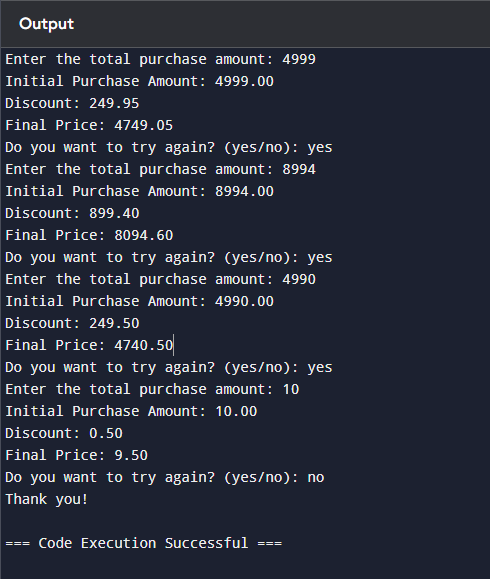 Output
Enter the total purchase amount: 4999
Initial Purchase Amount: 4999.00
Discount: 249.95
Final Price: 4749.05
Do you want to try again? (yes/no): yes
Enter the total purchase amount: 8994
Initial Purchase Amount: 8994.00
Discount: 899.40
Final Price: 8094.60
Do you want to try again? (yes/no): yes
Enter the total purchase amount: 4990
Initial Purchase Amount: 4990.00
Discount: 249.50
Final Price: 4740.50
Do you want to try again? (yes/no): yes
Enter the total purchase amount: 10
Initial Purchase Amount: 10.00
Discount: 0.50
Final Price: 9.50
Do you want to try again? (yes/no): no
Thank you!
=== Code Execution Successful ===